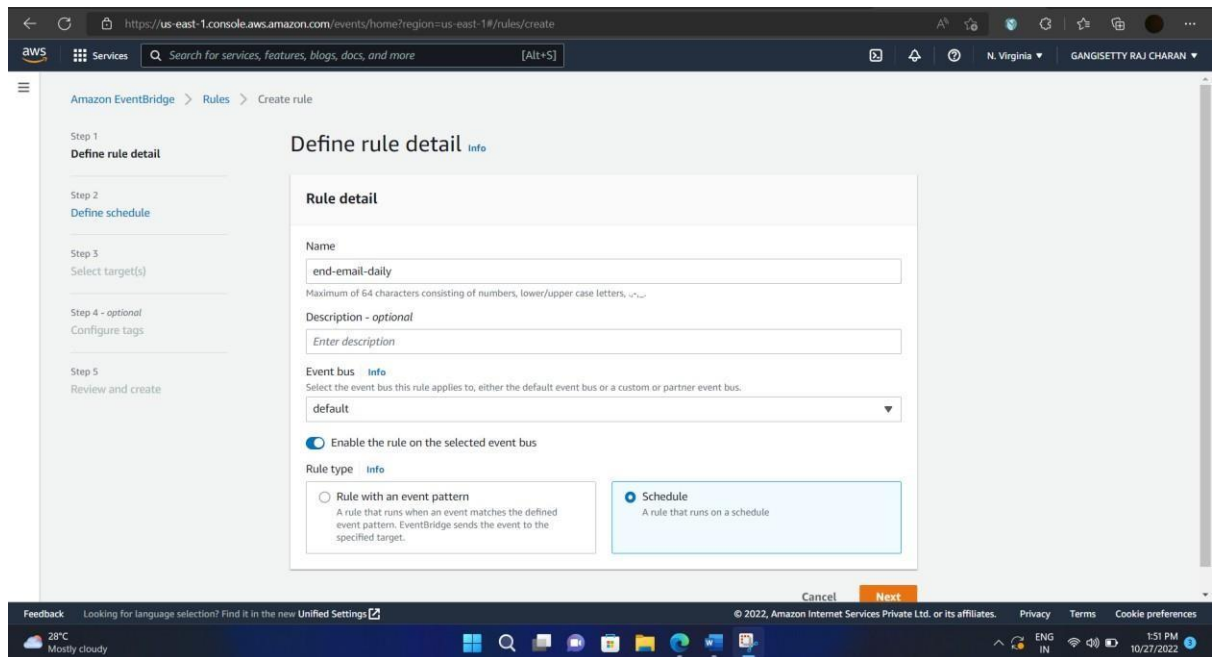 https://us-east-1.console.aws.amazon.com/events/home?region=us-east-1#/rules/create
aws
Services
Search for services, features, blogs, docs, and more
[Alt+S]
N. Virginia
GANGISETTY RAJ CHARAN
Amazon EventBridge > Rules > Create rule
Step 1
Define rule detail
Step 2
Define schedule
Step 3
Select target(s)
Step 4 - optional
Configure tags
Step 5
Review and create
Define rule detail Info
Rule detail
Name
end-email-daily
Maximum of 64 characters consisting of numbers, lower/upper case letters, .,-,_.
Description - optional
Enter description
Event bus Info
Select the event bus this rule applies to, either the default event bus or a custom or partner event bus.
default
Enable the rule on the selected event bus
Rule type Info
Rule with an event pattern
A rule that runs when an event matches the defined
event pattern. EventBridge sends the event to the
specified target.
Schedule
A rule that runs on a schedule
Cancel
Next
Feedback
Looking for language selection? Find it in the new Unified Settings
© 2022, Amazon Internet Services Private Ltd. or its affiliates.
Privacy
Terms
Cookie preferences
28°C
Mostly cloudy
ENG
IN
1:51 PM
10/27/2022
3